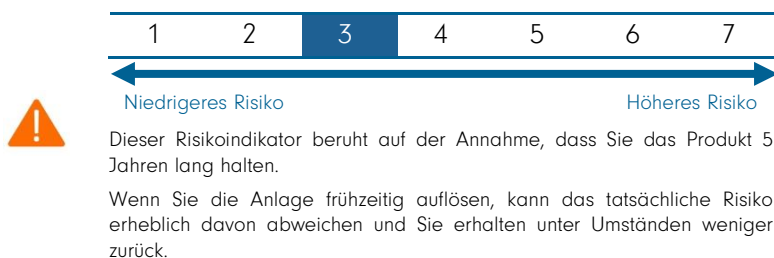 1 2 3 4 5 6 7
Niedrigeres Risiko Höheres Risiko
Dieser Risikoindikator beruht auf der Annahme, dass Sie das Produkt 5
Jahren lang halten.
Wenn Sie die Anlage frühzeitig auflösen, kann das tatsächliche Risiko
erheblich davon abweichen und Sie erhalten unter Umständen weniger
zurück.